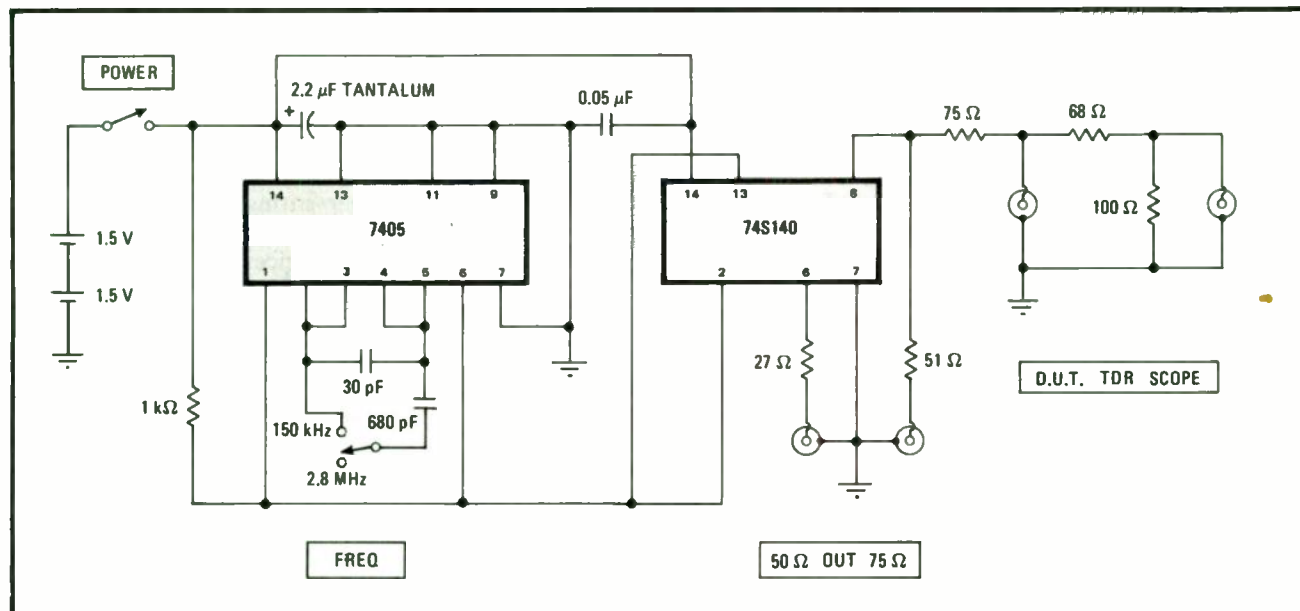 POWER
2.2 μF TANTALUM
+
0.05 μF
75 Ω
68 Ω
14 13 11 9
7405
1 3 4 5 6 7
14 13 8
74S140
2 6 7
100 Ω
1.5 V
1.5 V
30 pF
27 Ω
51 Ω
D.U.T. TDR SCOPE
1 kΩ
680 pF
150 kHz
2.8 MHz
FREQ
50 Ω OUT 75 Ω